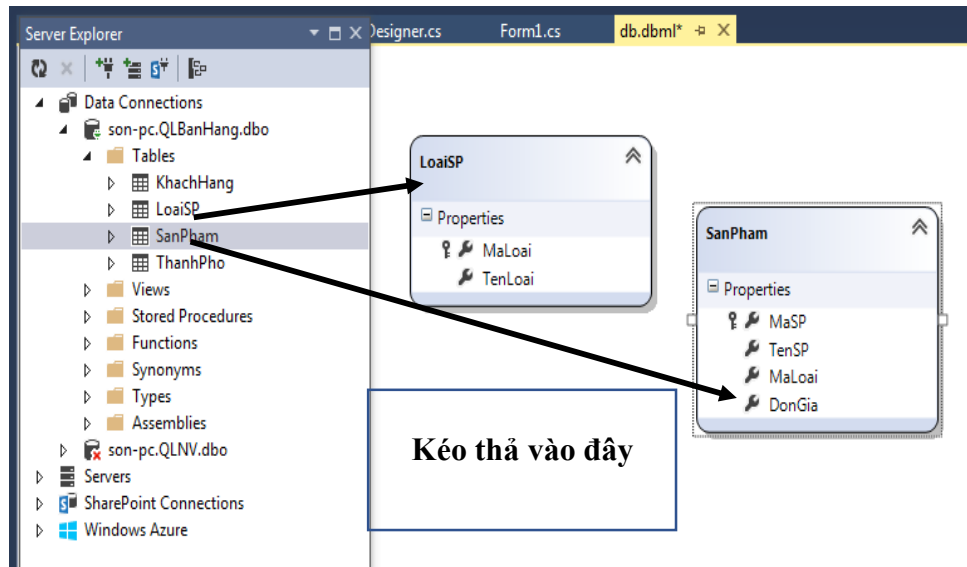 Server Explorer
Designer.cs
Form1.cs
db.dbml*
Data Connections
son-pc.QLBanHang.dbo
Tables
KhachHang
LoaiSP
SanPham
ThanhPho
Views
Stored Procedures
Functions
Synonyms
Types
Assemblies
son-pc.QLNV.dbo
Servers
SharePoint Connections
Windows Azure
LoaiSP
Properties
MaLoai
TenLoai
SanPham
Properties
MaSP
TenSP
MaLoai
DonGia
Kéo thả vào đây